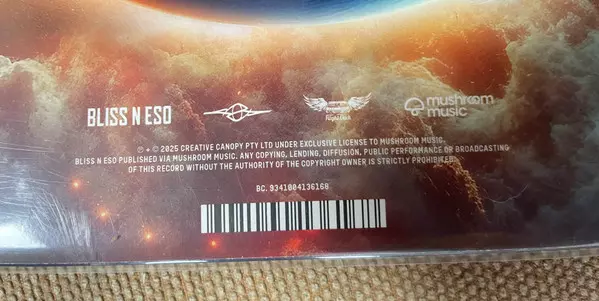 BLISS N ESO
mushroom
music
℗ + © 2025 CREATIVE CANOPY PTY LTD UNDER EXCLUSIVE LICENSE TO MUSHROOM MUSIC.
BLISS N ESO PUBLISHED VIA MUSHROOM MUSIC. ANY COPYING, LENDING, DIFFUSION, PUBLIC PERFORMANCE OR BROADCASTING
OF THIS RECORD WITHOUT THE AUTHORITY OF THE COPYRIGHT OWNER IS STRICTLY PROHIBITED.
BC. 9341004136168